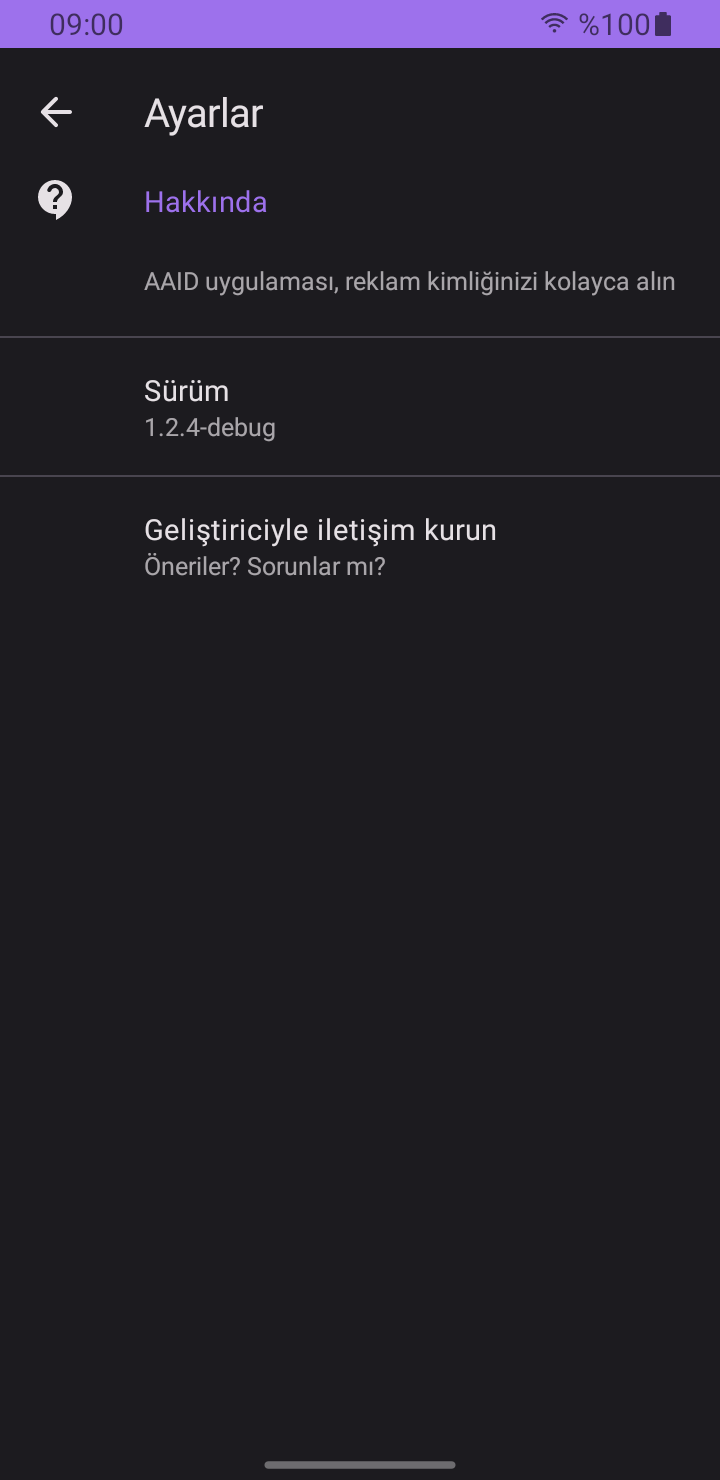 09:00 %100
Ayarlar
Hakkında
AAID uygulaması, reklam kimliğinizi kolayca alın
Sürüm
1.2.4-debug
Geliştiriciyle iletişim kurun
Öneriler? Sorunlar mı?